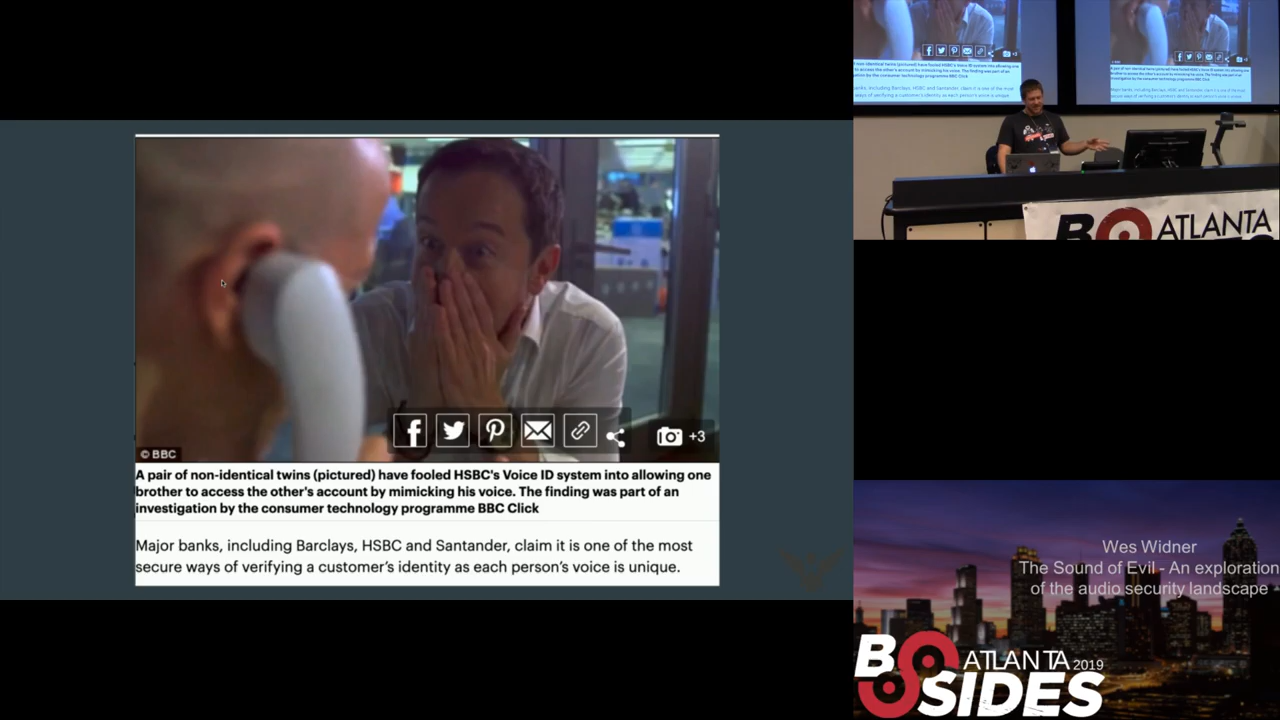 © BBC
+3
A pair of non-identical twins (pictured) have fooled HSBC's Voice ID system into allowing one
brother to access the other's account by mimicking his voice. The finding was part of an
investigation by the consumer technology programme BBC Click
Major banks, including Barclays, HSBC and Santander, claim it is one of the most
secure ways of verifying a customer's identity as each person's voice is unique.
BS ATLANTA
Wes Widner
The Sound of Evil - An exploration
of the audio security landscape
BSIDES
ATLANTA 2019